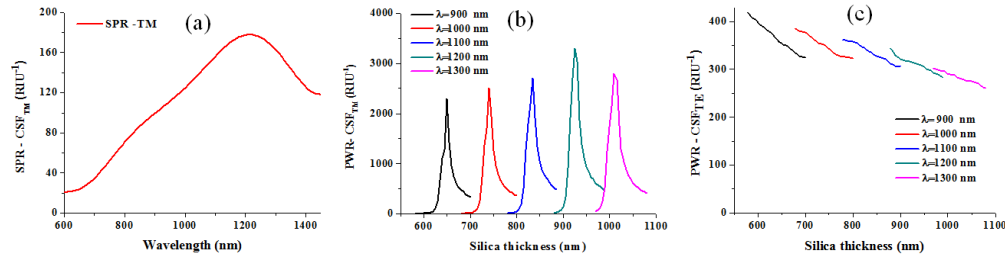 (a)
SPR -TM
SPR - CSF_TM (RIU⁻¹)
200
160
120
80
40
0
600 800 1000 1200 1400
Wavelength (nm)
(b)
λ=900 nm
λ=1000 nm
λ=1100 nm
λ=1200 nm
λ=1300 nm
PWR- CSF_TM (RIU⁻¹)
4000
3000
2000
1000
0
600 700 800 900 1000 1100
Silica thickness (nm)
(c)
λ=900 nm
λ=1000 nm
λ=1100 nm
λ=1200 nm
λ=1300 nm
PWR - CSF_TE (RIU⁻¹)
450
400
300
200
100
0
600 700 800 900 1000 1100
Silica thickness (nm)